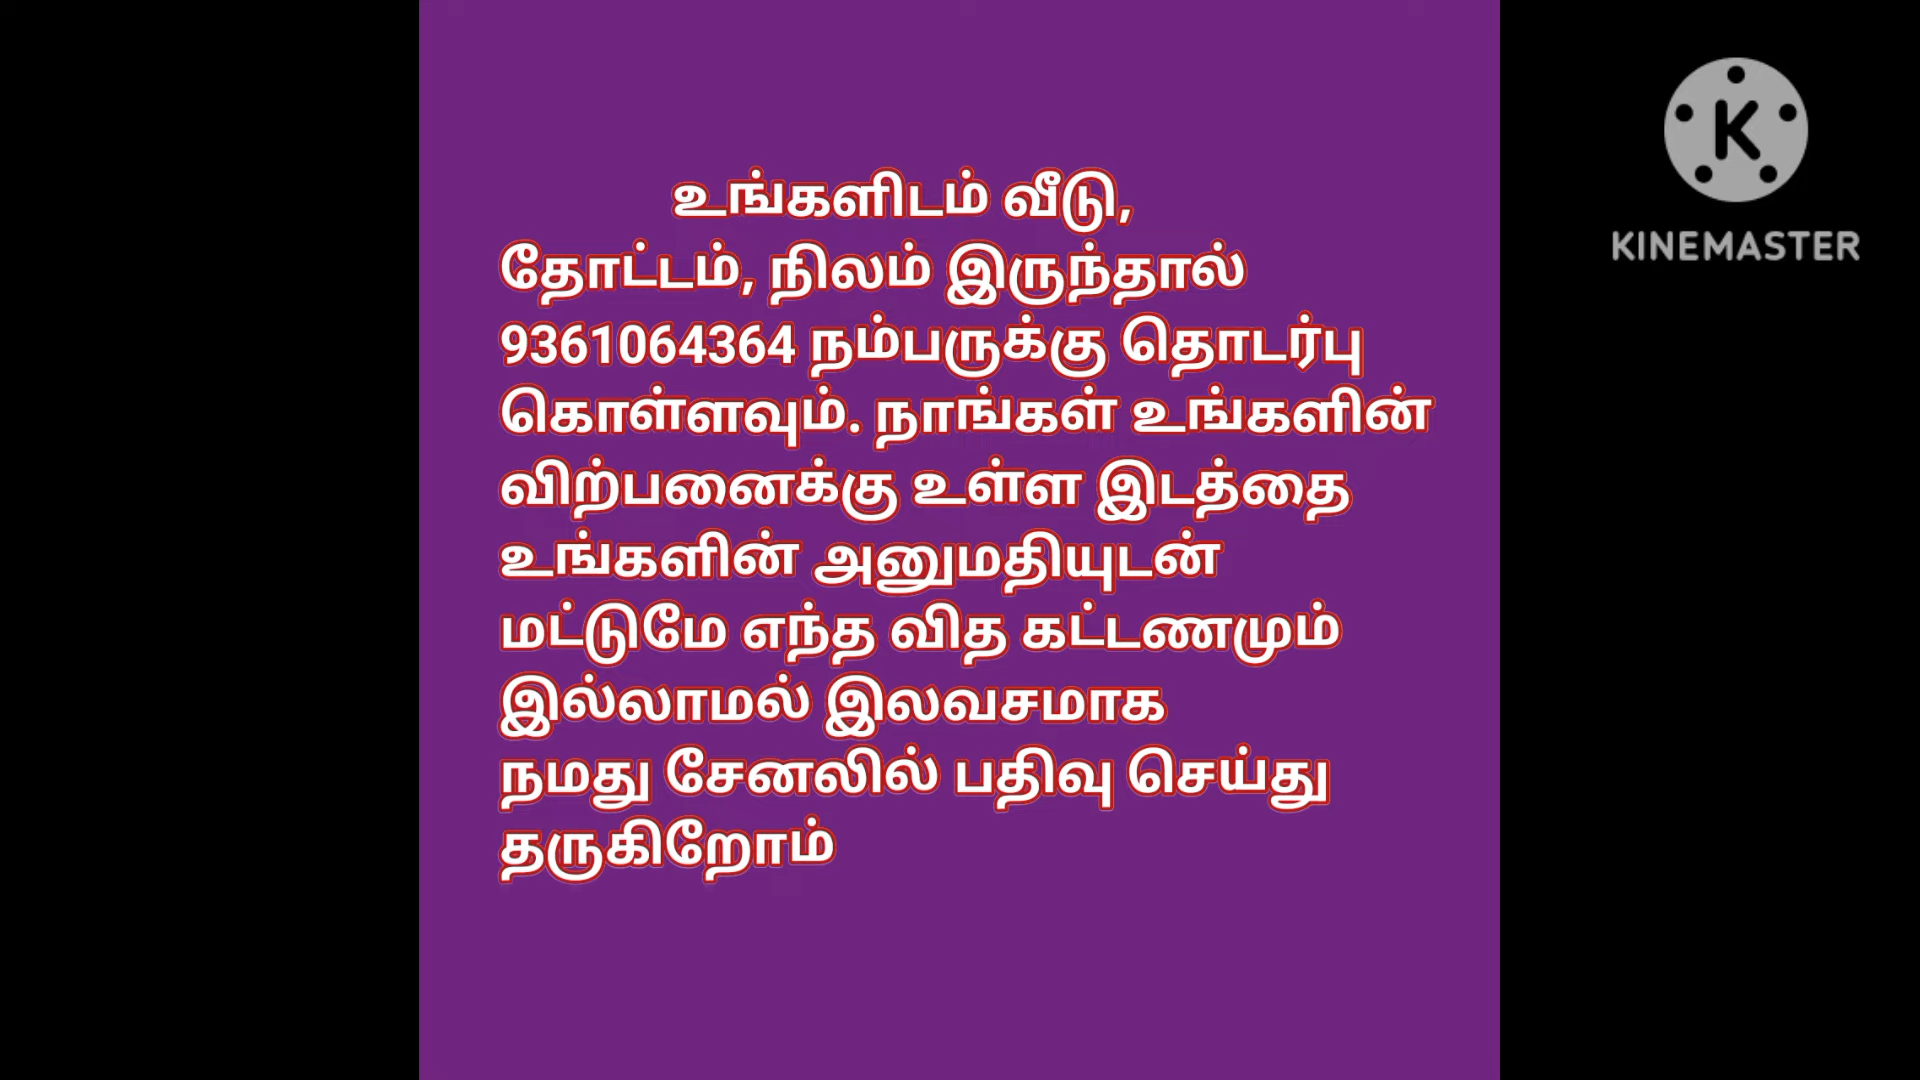 உங்களிடம் வீடு,
தோட்டம், நிலம் இருந்தால்
9361064364 நம்பருக்கு தொடர்பு
கொள்ளவும். நாங்கள் உங்களின்
விற்பனைக்கு உள்ள இடத்தை
உங்களின் அனுமதியுடன்
மட்டுமே எந்த வித கட்டணமும்
இல்லாமல் இலவசமாக
நமது சேனலில் பதிவு செய்து
தருகிறோம்
K
KINEMASTER